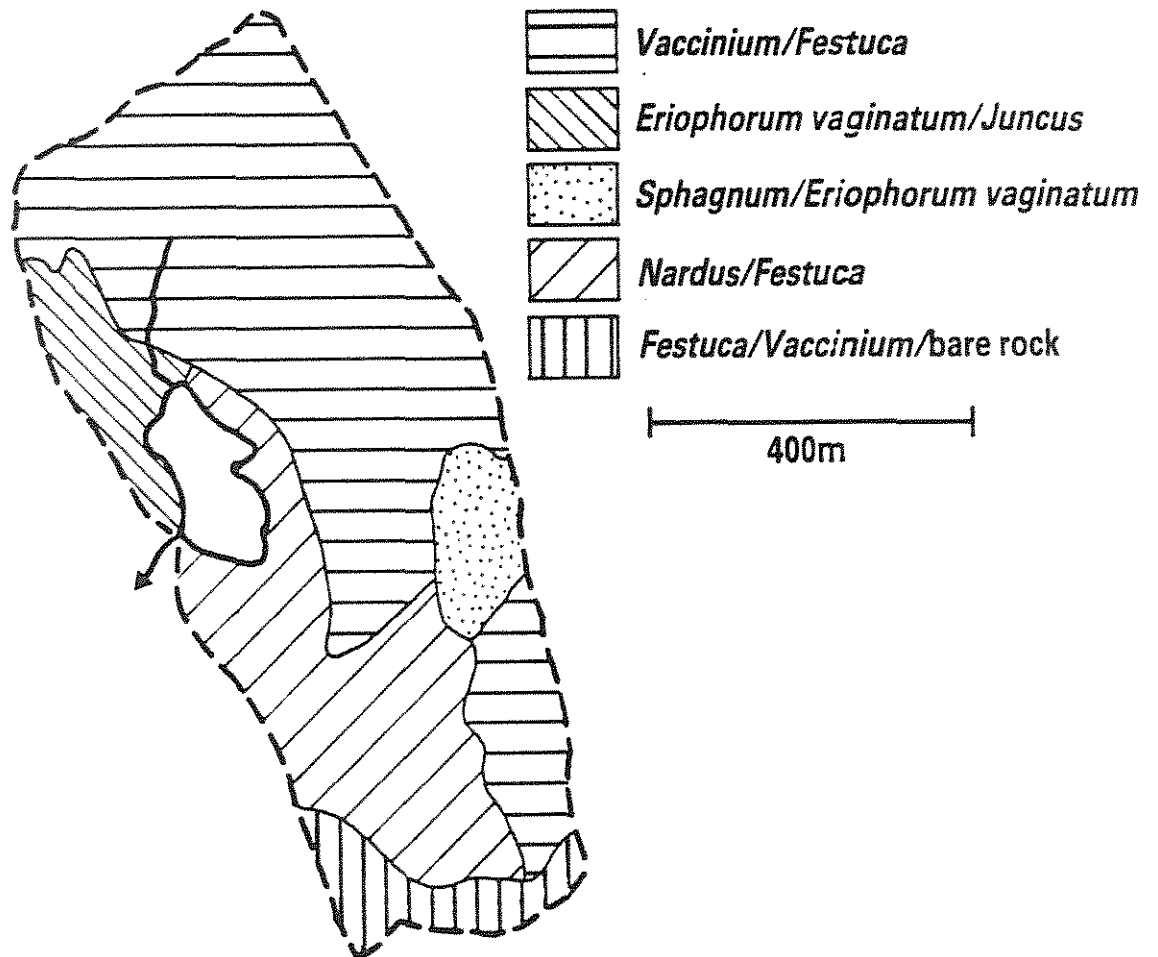 Vaccinium/Festuca
Eriophorum vaginatum/Juncus
Sphagnum/Eriophorum vaginatum
Nardus/Festuca
Festuca/Vaccinium/bare rock
400m